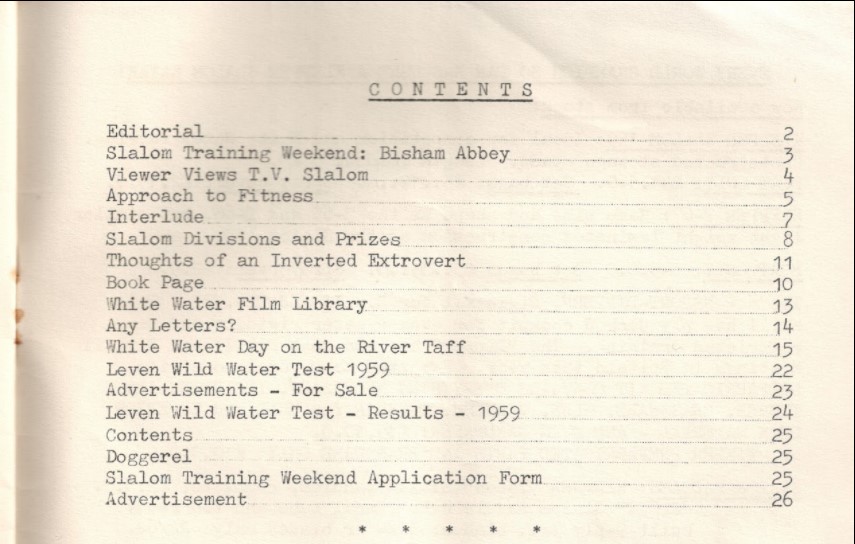 CONTENTS
Editorial 2
Slalom Training Weekend: Bisham Abbey 3
Viewer Views T.V. Slalom 4
Approach to Fitness 5
Interlude 7
Slalom Divisions and Prizes 8
Thoughts of an Inverted Extrovert 11
Book Page 10
White Water Film Library 13
Any Letters? 14
White Water Day on the River Taff 15
Leven Wild Water Test 1959 22
Advertisements - For Sale 23
Leven Wild Water Test - Results - 1959 24
Contents 25
Doggerel 25
Slalom Training Weekend Application Form 25
Advertisement 26
* * * * *